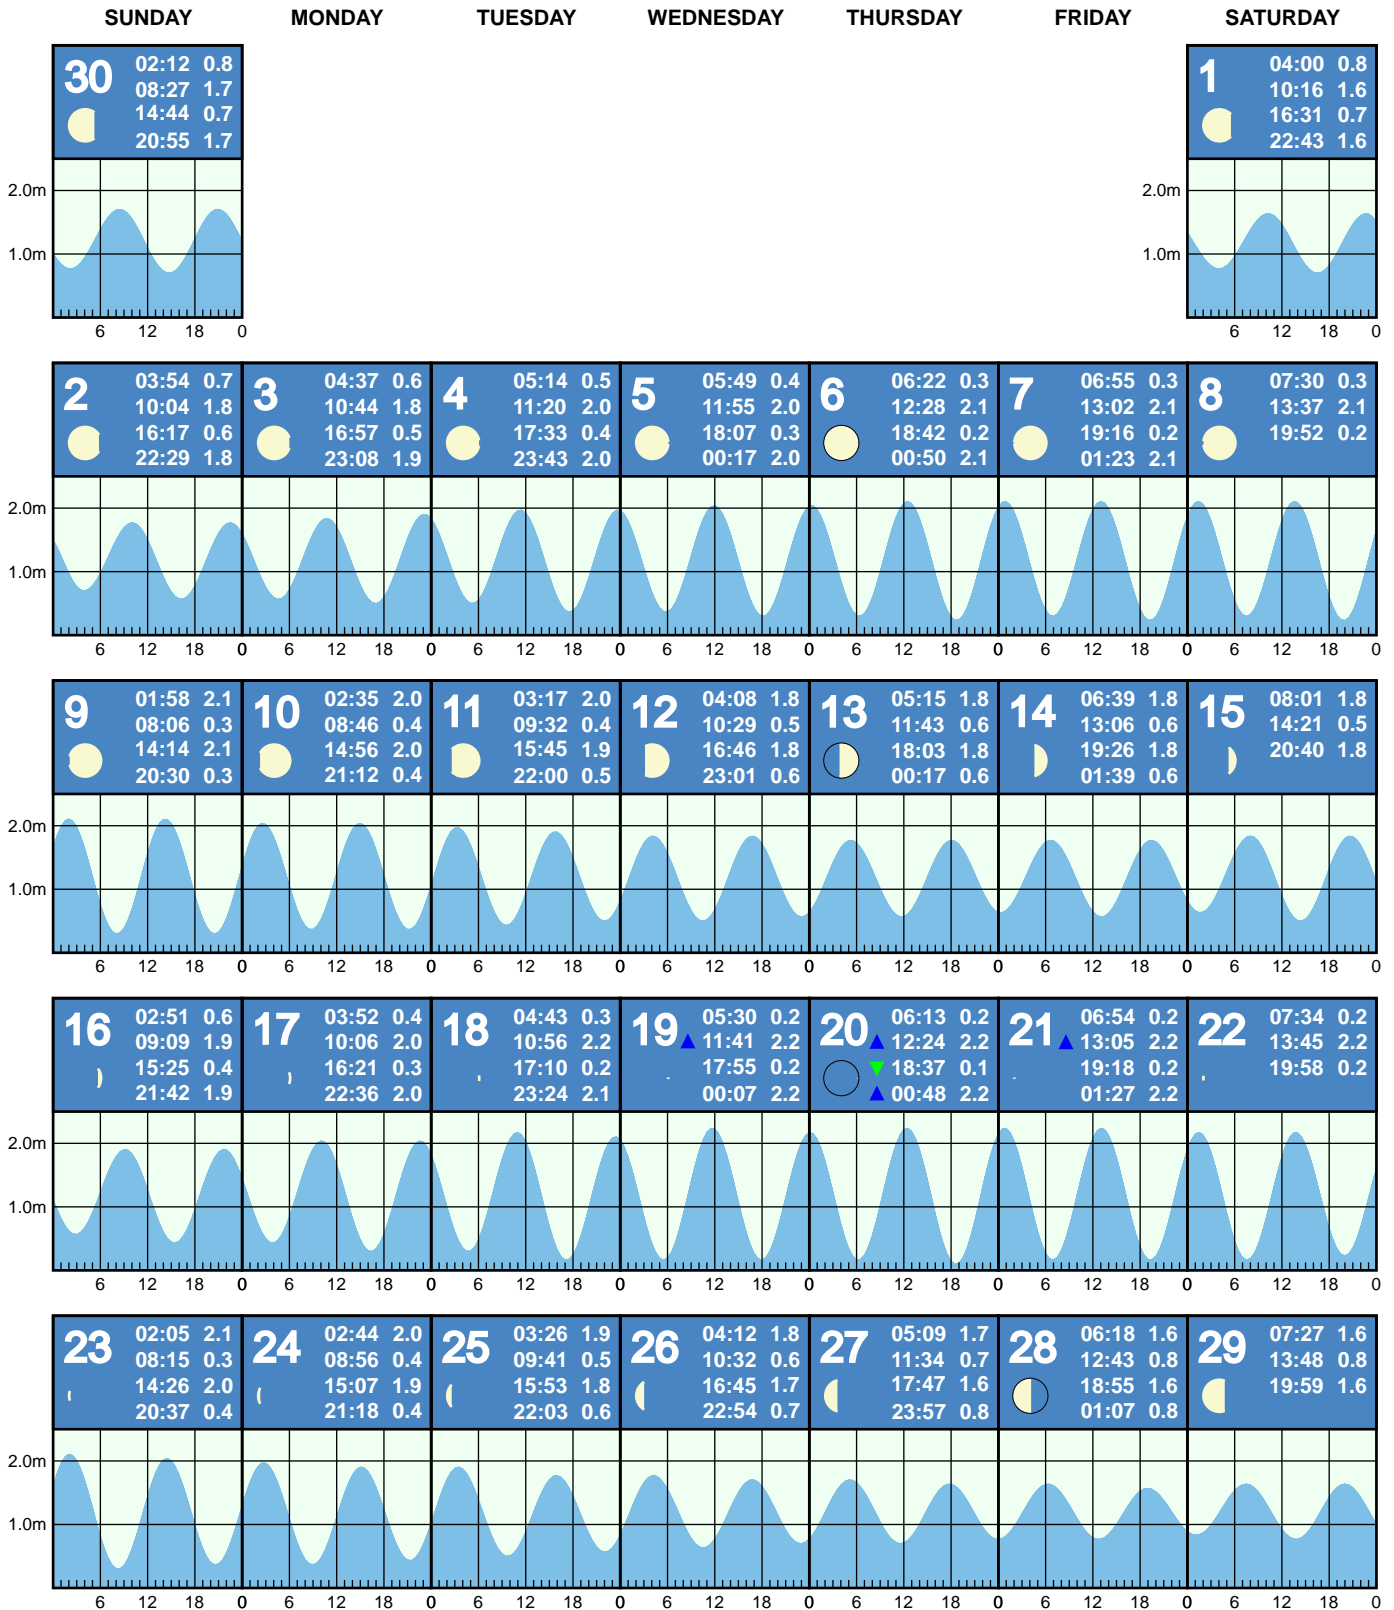 SUNDAY MONDAY TUESDAY WEDNESDAY THURSDAY FRIDAY SATURDAY
30 02:12 0.8
08:27 1.7
14:44 0.7
20:55 1.7
1 04:00 0.8
10:16 1.6
16:31 0.7
22:43 1.6
2.0m 2.0m
1.0m 1.0m
6 12 18 0 6 12 18 0
2 03:54 0.7
10:04 1.8
16:17 0.6
22:29 1.8
3 04:37 0.6
10:44 1.8
16:57 0.5
23:08 1.9
4 05:14 0.5
11:20 2.0
17:33 0.4
23:43 2.0
5 05:49 0.4
11:55 2.0
18:07 0.3
00:17 2.0
6 06:22 0.3
12:28 2.1
18:42 0.2
00:50 2.1
7 06:55 0.3
13:02 2.1
19:16 0.2
01:23 2.1
8 07:30 0.3
13:37 2.1
19:52 0.2
2.0m
1.0m
6 12 18 0 6 12 18 0 6 12 18 0 6 12 18 0 6 12 18 0 6 12 18 0 6 12 18 0
9 01:58 2.1
08:06 0.3
14:14 2.1
20:30 0.3
10 02:35 2.0
08:46 0.4
14:56 2.0
21:12 0.4
11 03:17 2.0
09:32 0.4
15:45 1.9
22:00 0.5
12 04:08 1.8
10:29 0.5
16:46 1.8
23:01 0.6
13 05:15 1.8
11:43 0.6
18:03 1.8
00:17 0.6
14 06:39 1.8
13:06 0.6
19:26 1.8
01:39 0.6
15 08:01 1.8
14:21 0.5
20:40 1.8
2.0m
1.0m
6 12 18 0 6 12 18 0 6 12 18 0 6 12 18 0 6 12 18 0 6 12 18 0 6 12 18 0
16 02:51 0.6
09:09 1.9
15:25 0.4
21:42 1.9
17 03:52 0.4
10:06 2.0
16:21 0.3
22:36 2.0
18 04:43 0.3
10:56 2.2
17:10 0.2
23:24 2.1
19 05:30 0.2
11:41 2.2
17:55 0.2
00:07 2.2
20 06:13 0.2
12:24 2.2
18:37 0.1
00:48 2.2
21 06:54 0.2
13:05 2.2
19:18 0.2
01:27 2.2
22 07:34 0.2
13:45 2.2
19:58 0.2
2.0m
1.0m
6 12 18 0 6 12 18 0 6 12 18 0 6 12 18 0 6 12 18 0 6 12 18 0 6 12 18 0
23 02:05 2.1
08:15 0.3
14:26 2.0
20:37 0.4
24 02:44 2.0
08:56 0.4
15:07 1.9
21:18 0.4
25 03:26 1.9
09:41 0.5
15:53 1.8
22:03 0.6
26 04:12 1.8
10:32 0.6
16:45 1.7
22:54 0.7
27 05:09 1.7
11:34 0.7
17:47 1.6
23:57 0.8
28 06:18 1.6
12:43 0.8
18:55 1.6
01:07 0.8
29 07:27 1.6
13:48 0.8
19:59 1.6
2.0m
1.0m
6 12 18 0 6 12 18 0 6 12 18 0 6 12 18 0 6 12 18 0 6 12 18 0 6 12 18 0